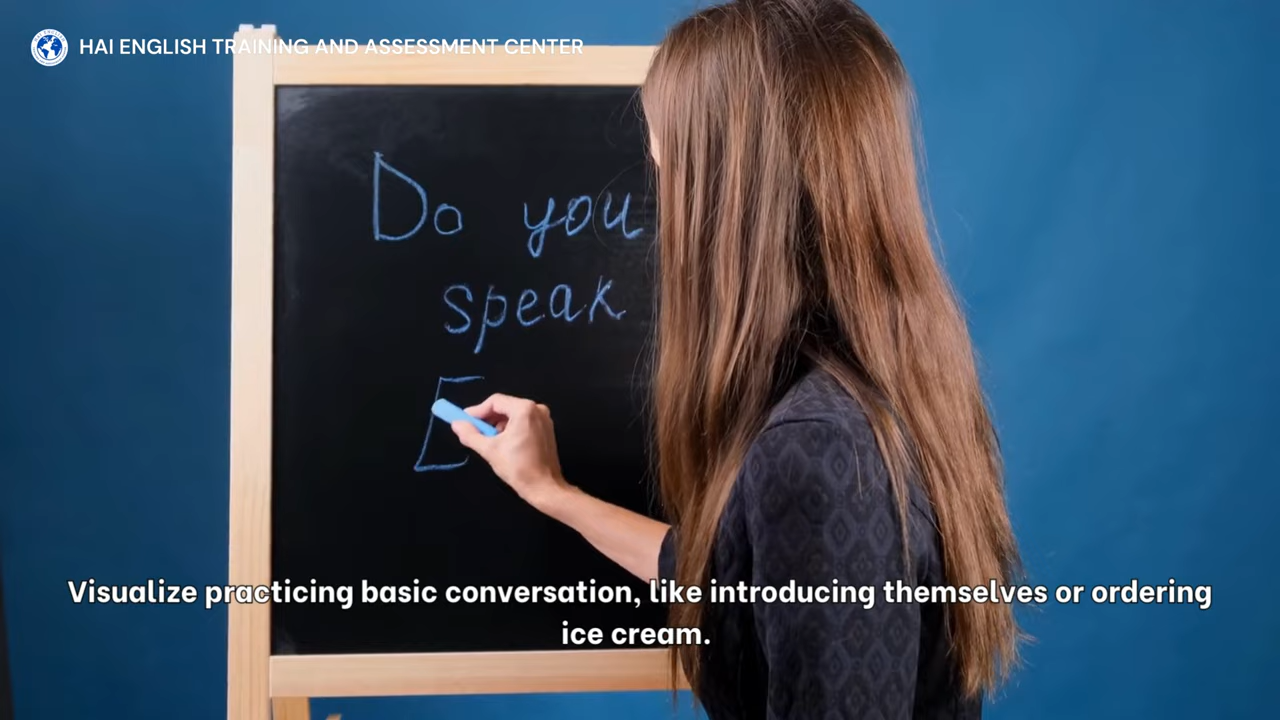 HAI ENGLISH TRAINING AND ASSESSMENT CENTER
Do you
speak
E
Visualize practicing basic conversation, like introducing themselves or ordering
ice cream.